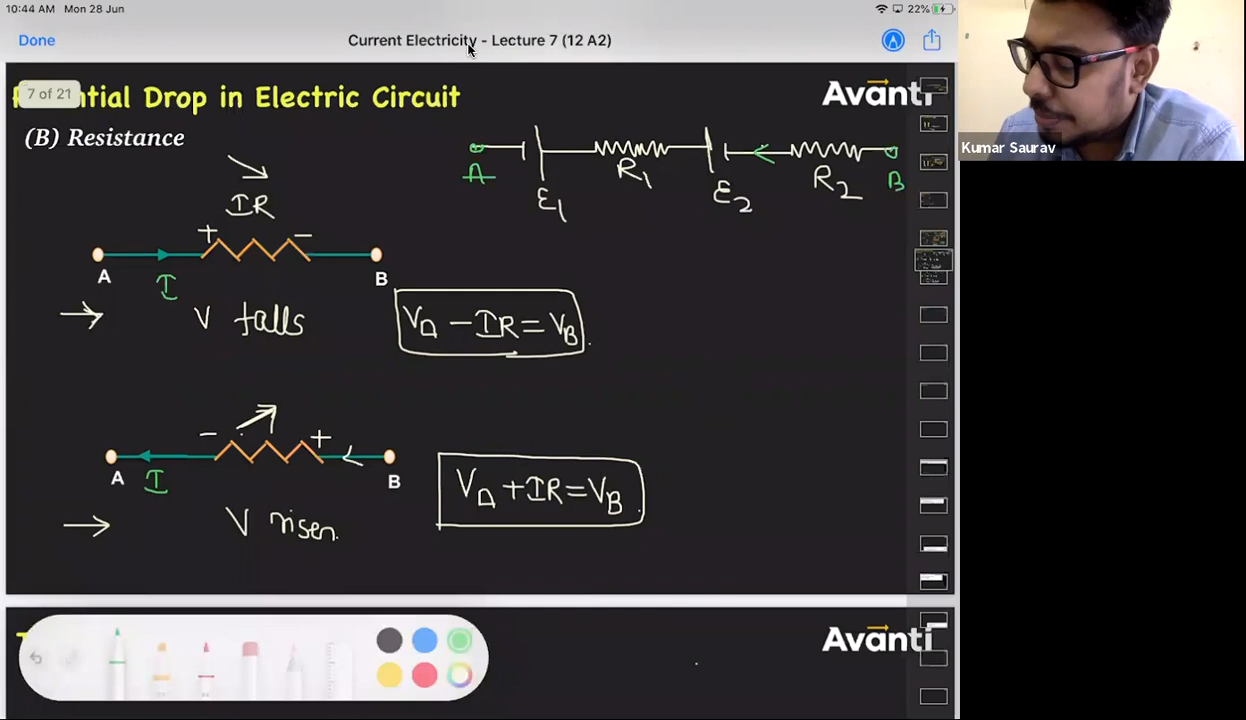 10:44 AM Mon 28 Jun
22%
Done
Current Electricity - Lecture 7 (12 A2)
7 of 21
ntial Drop in Electric Circuit
Avanti
(B) Resistance
Kumar Saurav
A
E1
R1
E2
R2
B
IR
+ -
A
I
B
→ V falls
VA - IR = VB
- +
A
I
B
→ V rises
VA + IR = VB
Avanti